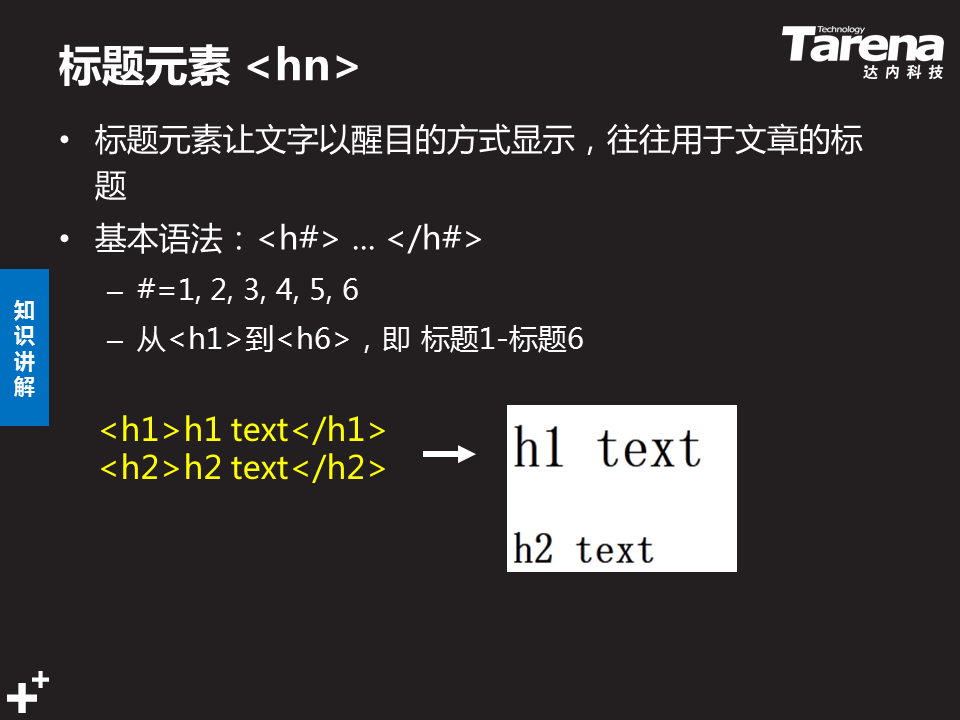 标题元素 <hn>
Technology
Tarena
达内科技
• 标题元素让文字以醒目的方式显示，往往用于文章的标
题
• 基本语法：<h#> ... </h#>
– #=1, 2, 3, 4, 5, 6
– 从<h1>到<h6>，即 标题1-标题6
知
识
讲
解
<h1>h1 text</h1>
<h2>h2 text</h2>
h1 text
h2 text